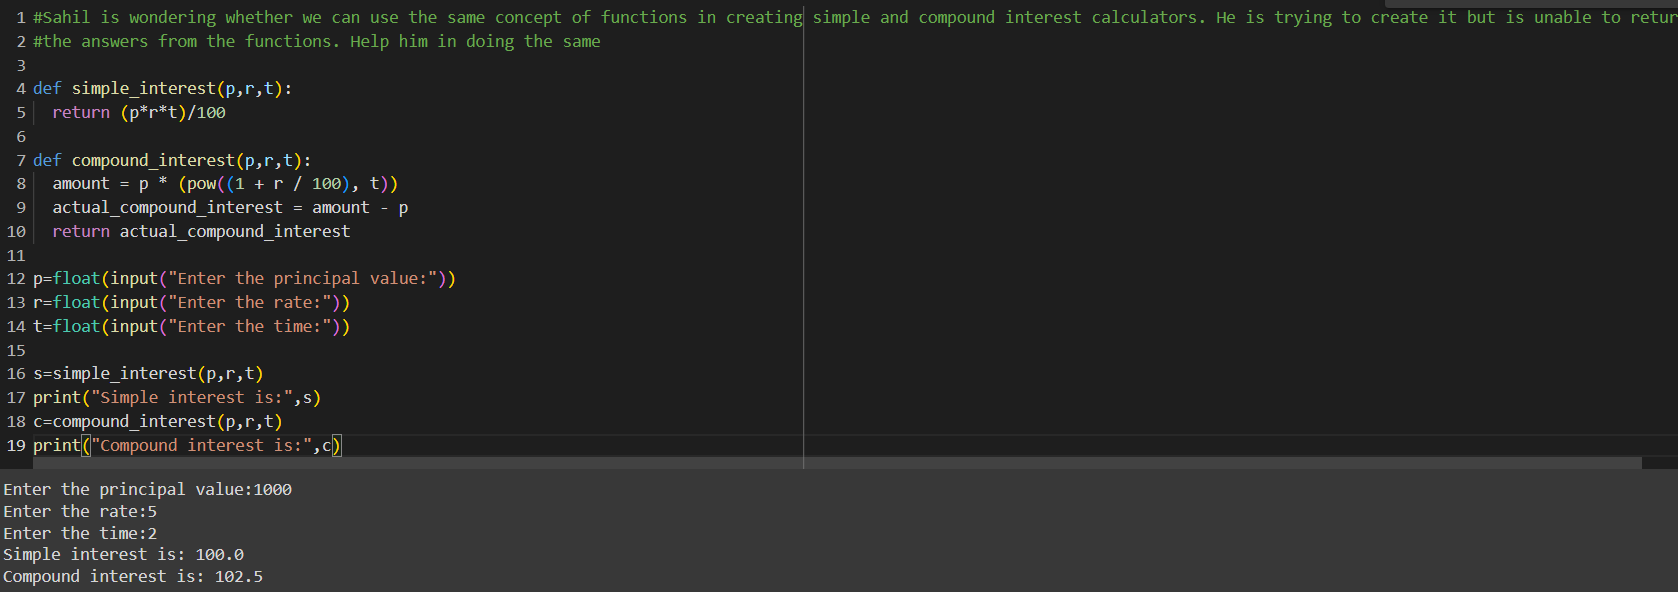 1 #Sahil is wondering whether we can use the same concept of functions in creating simple and compound interest calculators. He is trying to create it but is unable to retur
2 #the answers from the functions. Help him in doing the same
3
4 def simple_interest(p,r,t):
5   return (p*r*t)/100
6
7 def compound_interest(p,r,t):
8   amount = p * (pow((1 + r / 100), t))
9   actual_compound_interest = amount - p
10   return actual_compound_interest
11
12 p=float(input("Enter the principal value:"))
13 r=float(input("Enter the rate:"))
14 t=float(input("Enter the time:"))
15
16 s=simple_interest(p,r,t)
17 print("Simple interest is:",s)
18 c=compound_interest(p,r,t)
19 print("Compound interest is:",c)
Enter the principal value:1000
Enter the rate:5
Enter the time:2
Simple interest is: 100.0
Compound interest is: 102.5